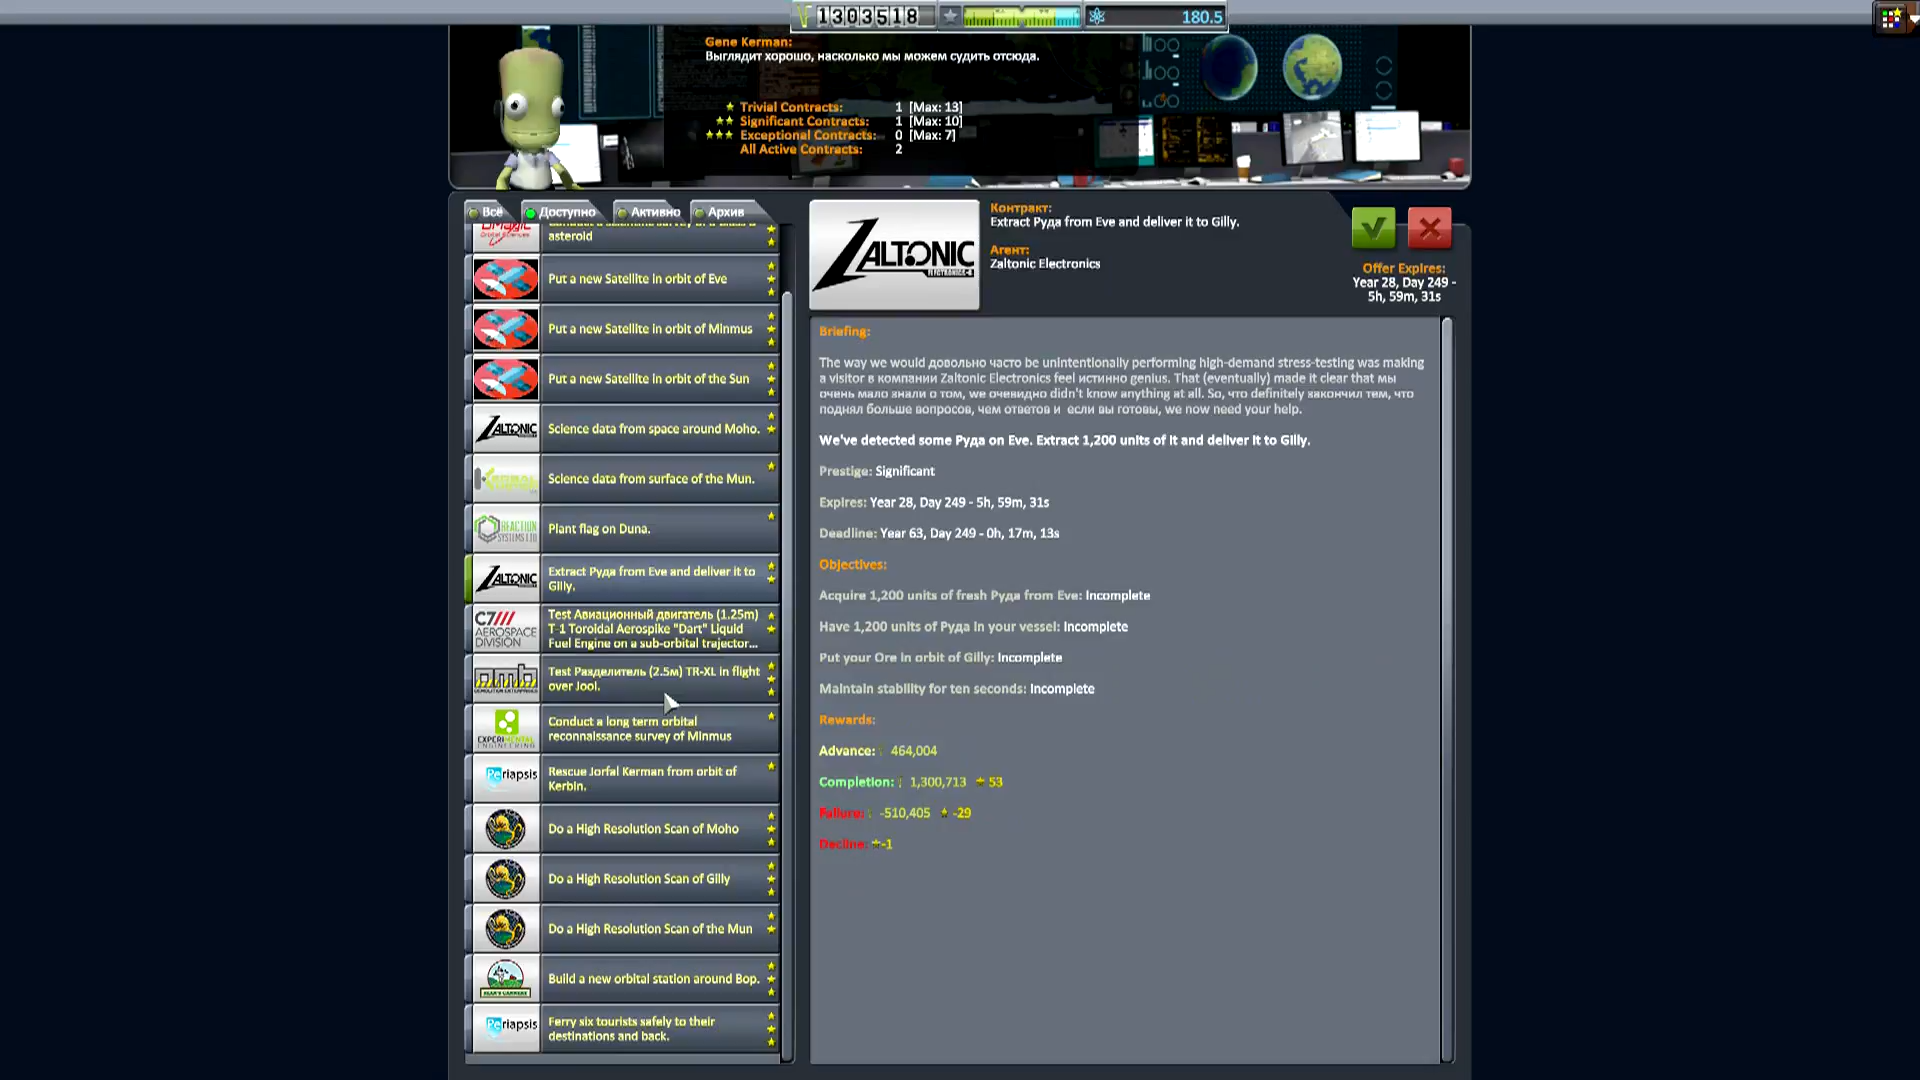 1303518
180.5
Gene Kerman:
Выглядит хорошо, насколько мы можем судить отсюда.
Trivial Contracts: 1 [Max: 13]
Significant Contracts: 1 [Max: 10]
Exceptional Contracts: 0 [Max: 7]
All Active Contracts: 2
Всё Доступно Активно Архив
asteroid
Put a new Satellite in orbit of Eve
Put a new Satellite in orbit of Minmus
Put a new Satellite in orbit of the Sun
ZALTONIC
Science data from space around Moho.
Science data from surface of the Mun.
REACTION
SYSTEMS LTD
Plant flag on Duna.
ZALTONIC
Extract Руда from Eve and deliver it to
Gilly.
C7///
AEROSPACE
DIVISION
Test Авиационный двигатель (1.25m)
T-1 Toroidal Aerospike "Dart" Liquid
Fuel Engine on a sub-orbital trajector...
Test Разделитель (2.5м) TR-XL in flight
over Jool.
EXPERIMENTAL
ENGINEERING
Conduct a long term orbital
reconnaissance survey of Minmus
Periapsis
Rescue Jorfal Kerman from orbit of
Kerbin.
Do a High Resolution Scan of Moho
Do a High Resolution Scan of Gilly
Do a High Resolution Scan of the Mun
Build a new orbital station around Bop.
Periapsis
Ferry six tourists safely to their
destinations and back.
ZALTONIC
ELECTRONICS
Контракт:
Extract Руда from Eve and deliver it to Gilly.
Агент:
Zaltonic Electronics
Offer Expires:
Year 28, Day 249 -
5h, 59m, 31s
Briefing:
The way we would довольно часто be unintentionally performing high-demand stress-testing was making
a visitor в компании Zaltonic Electronics feel истинно genius. That (eventually) made it clear that мы
очень мало знали о том, we очевидно didn't know anything at all. So, что definitely закончил тем, что
поднял больше вопросов, чем ответов и если вы готовы, we now need your help.
We've detected some Руда on Eve. Extract 1,200 units of it and deliver it to Gilly.
Prestige: Significant
Expires: Year 28, Day 249 - 5h, 59m, 31s
Deadline: Year 63, Day 249 - 0h, 17m, 13s
Objectives:
Acquire 1,200 units of fresh Руда from Eve: Incomplete
Have 1,200 units of Руда in your vessel: Incomplete
Put your Ore in orbit of Gilly: Incomplete
Maintain stability for ten seconds: Incomplete
Rewards:
Advance: 464,004
Completion: 1,300,713 53
Failure: -510,405 -29
Decline: -1